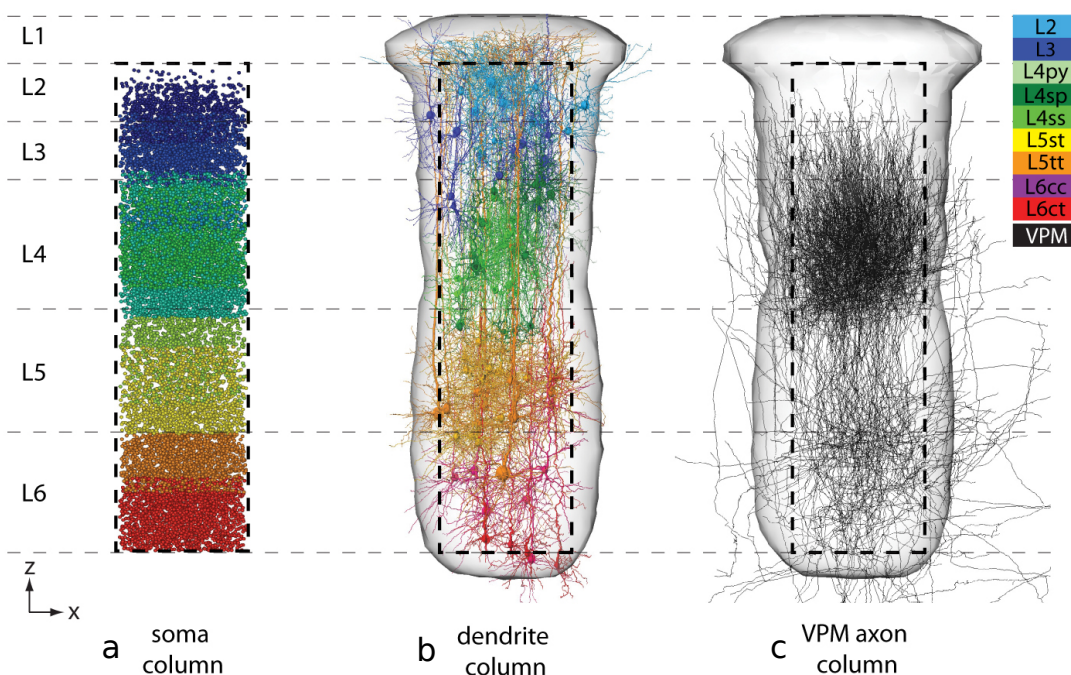 L1
L2
L3
L4
L5
L6
z
x
a
soma
column
b
dendrite
column
c
VPM axon
column
L2
L3
L4py
L4sp
L4ss
L5st
L5tt
L6cc
L6ct
VPM